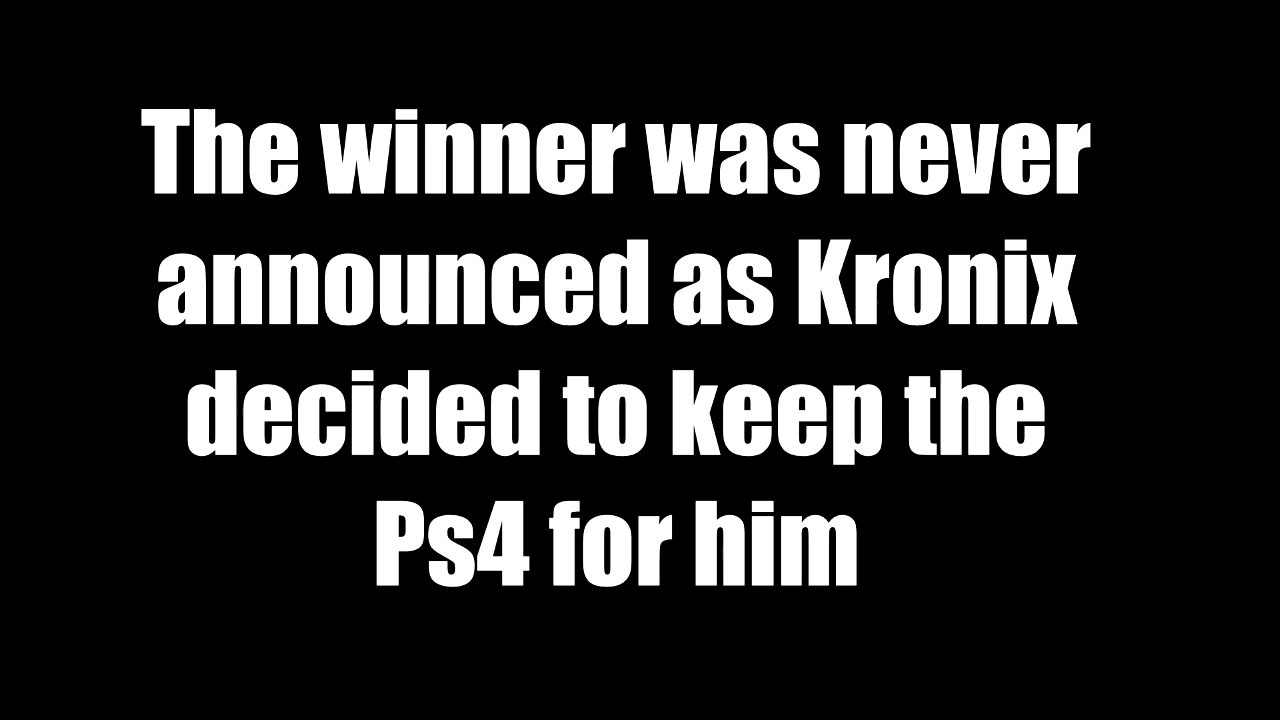 The winner was never
announced as Kronix
decided to keep the
Ps4 for him